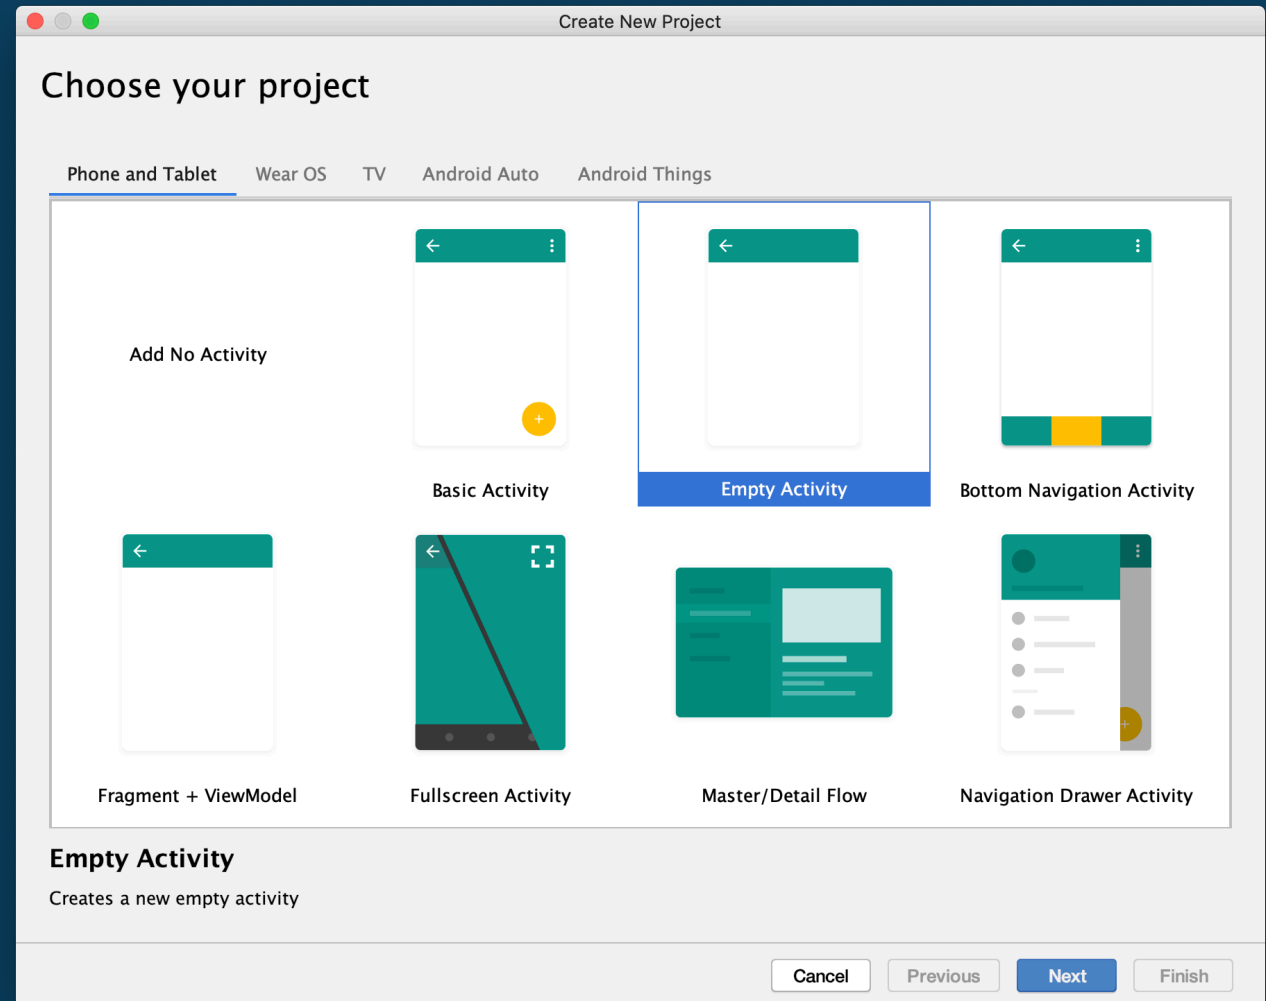 Create New Project
Choose your project
Phone and Tablet Wear OS TV Android Auto Android Things
Add No Activity
Basic Activity
Empty Activity
Bottom Navigation Activity
Fragment + ViewModel
Fullscreen Activity
Master/Detail Flow
Navigation Drawer Activity
Empty Activity
Creates a new empty activity
Cancel Previous Next Finish